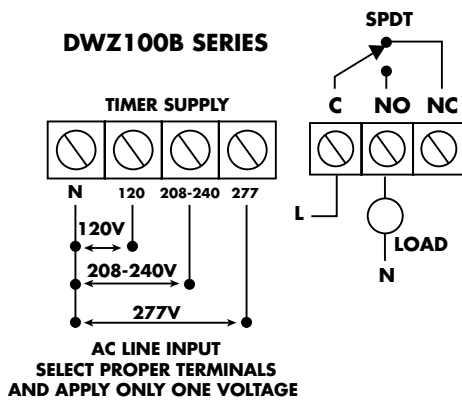 SPDT
DWZ100B SERIES
C NO NC
TIMER SUPPLY
N 120 208-240 277
L
120V
LOAD
208-240V
N
277V
AC LINE INPUT
SELECT PROPER TERMINALS
AND APPLY ONLY ONE VOLTAGE